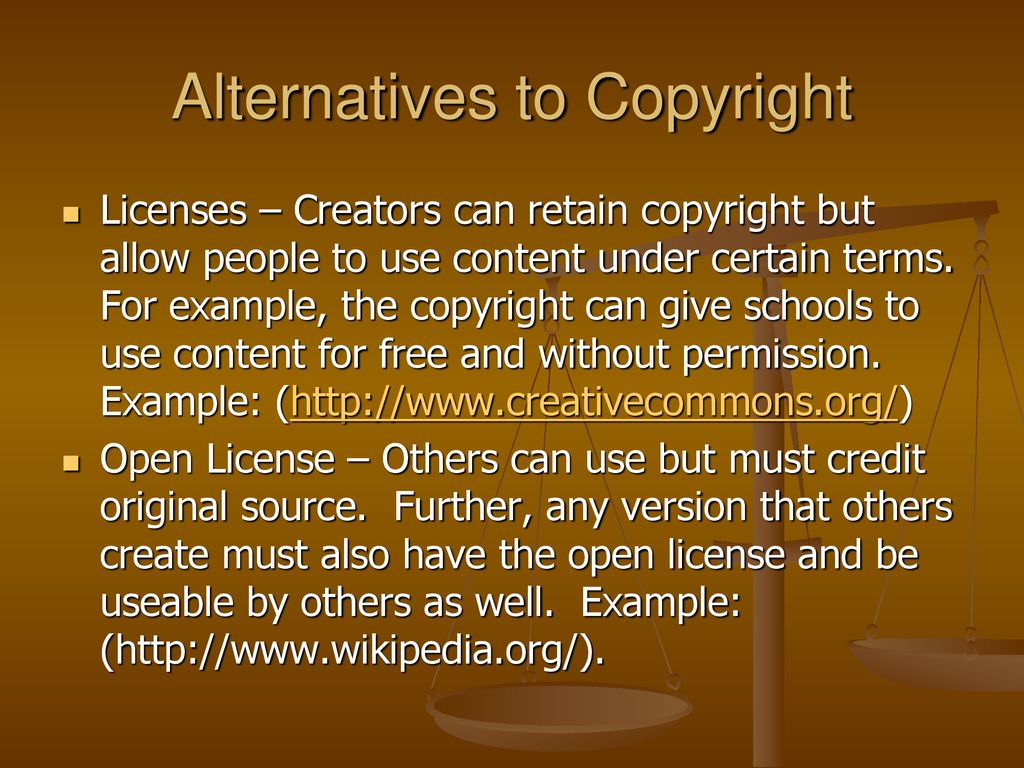 Alternatives to Copyright
Licenses – Creators can retain copyright but
allow people to use content under certain terms.
For example, the copyright can give schools to
use content for free and without permission.
Example: (http://www.creativecommons.org/)
Open License – Others can use but must credit
original source.  Further, any version that others
create must also have the open license and be
useable by others as well.  Example:
(http://www.wikipedia.org/).